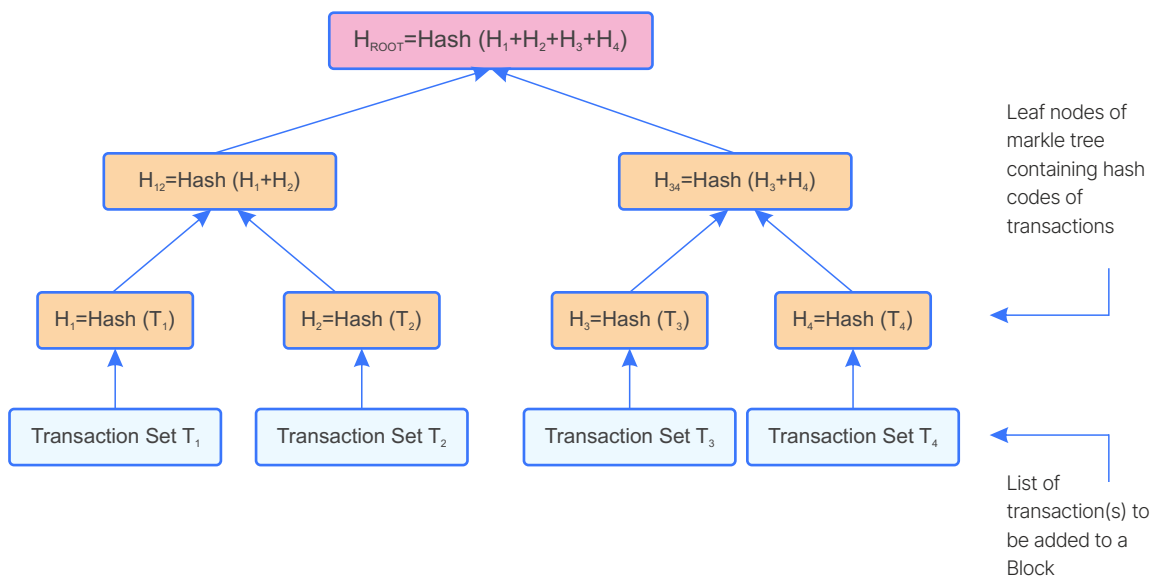 H_ROOT=Hash (H₁+H₂+H₃+H₄)
H₁₂=Hash (H₁+H₂)
H₃₄=Hash (H₃+H₄)
Leaf nodes of
markle tree
containing hash
codes of
transactions
H₁=Hash (T₁)
H₂=Hash (T₂)
H₃=Hash (T₃)
H₄=Hash (T₄)
Transaction Set T₁
Transaction Set T₂
Transaction Set T₃
Transaction Set T₄
List of
transaction(s) to
be added to a
Block